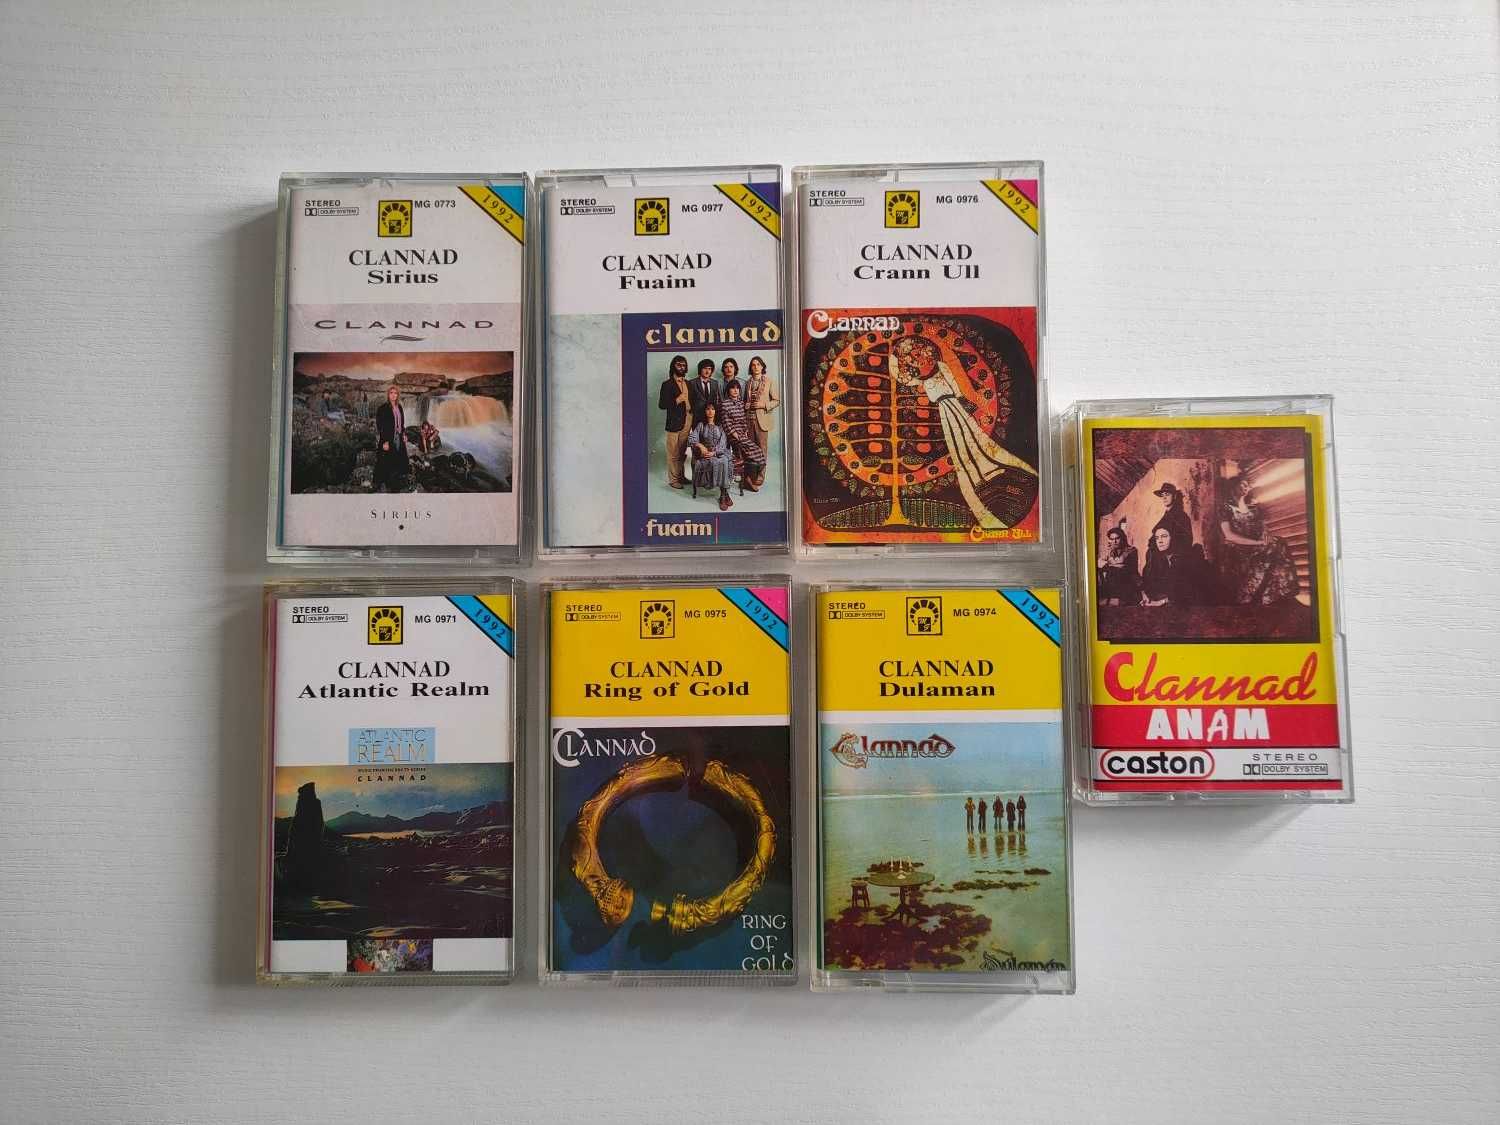 STEREO
DOLBY SYSTEM
MG 0773
1992
CLANNAD
Sirius
CLANNAD
SIRIUS
STEREO
DOLBY SYSTEM
MG 0977
1992
CLANNAD
Fuaim
clannad
fuaim
STEREO
DOLBY SYSTEM
MG 0976
1992
CLANNAD
Crann Ull
CLANNAD
CRANN ULL
STEREO
DOLBY SYSTEM
MG 0971
1992
CLANNAD
Atlantic Realm
ATLANTIC
REALM
CLANNAD
STEREO
DOLBY SYSTEM
MG 0975
1992
CLANNAD
Ring of Gold
CLANNAD
RING
OF
GOLD
STEREO
DOLBY SYSTEM
MG 0974
1992
CLANNAD
Dulaman
Clannad
Dulamán
Clannad
ANAM
caston
STEREO
DOLBY SYSTEM